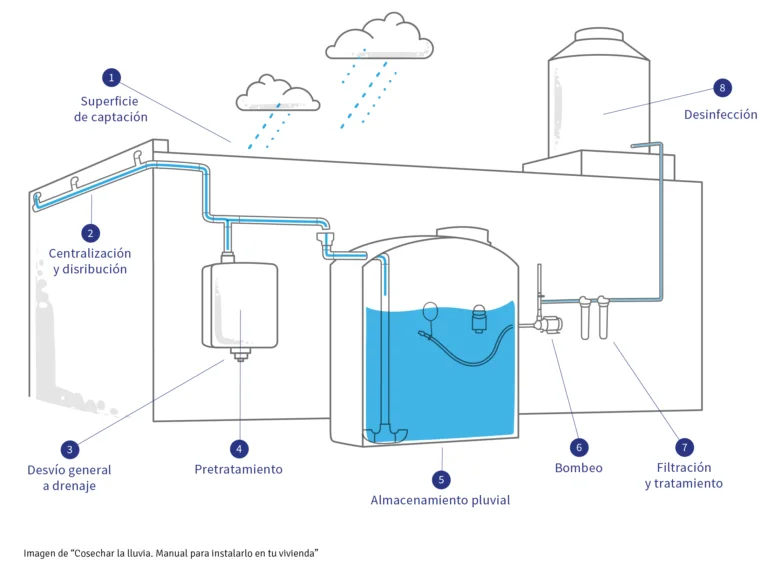 1
Superficie
de captación
8
Desinfección
2
Centralización
y disribución
3
Desvío general
a drenaje
4
Pretratamiento
5
Almacenamiento pluvial
6
Bombeo
7
Filtración
y tratamiento
Imagen de “Cosechar la lluvia. Manual para instalarlo en tu vivienda”